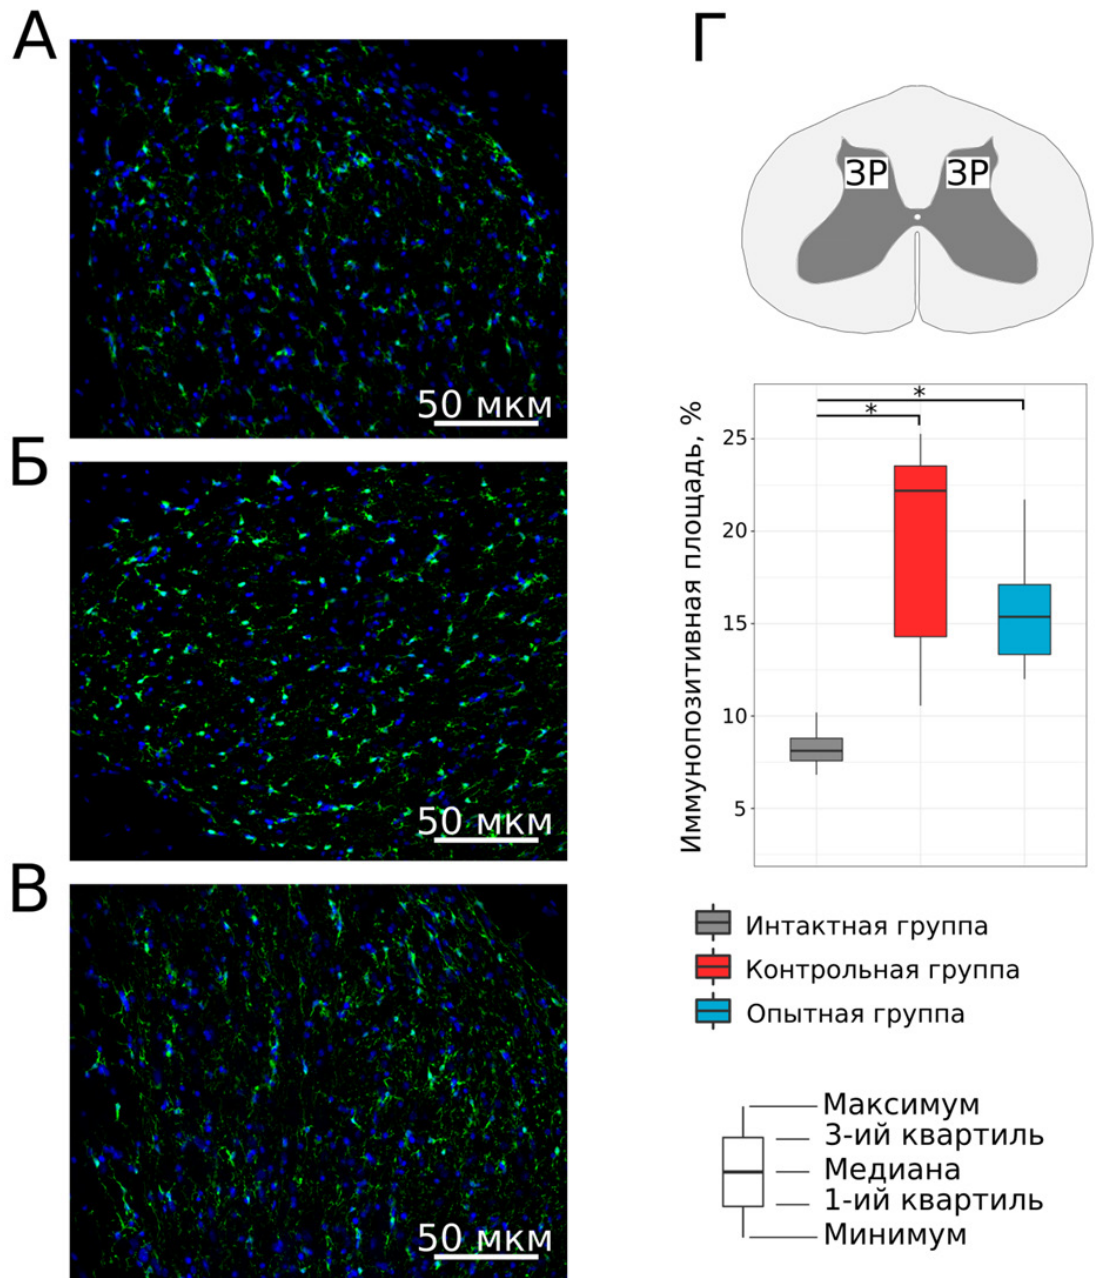 А
50 мкм
Б
50 мкм
В
50 мкм
Г
ЗР
ЗР
Иммунопозитивная площадь, %
25
20
15
10
5
*
*
Интактная группа
Контрольная группа
Опытная группа
Максимум
3-ий квартиль
Медиана
1-ий квартиль
Минимум